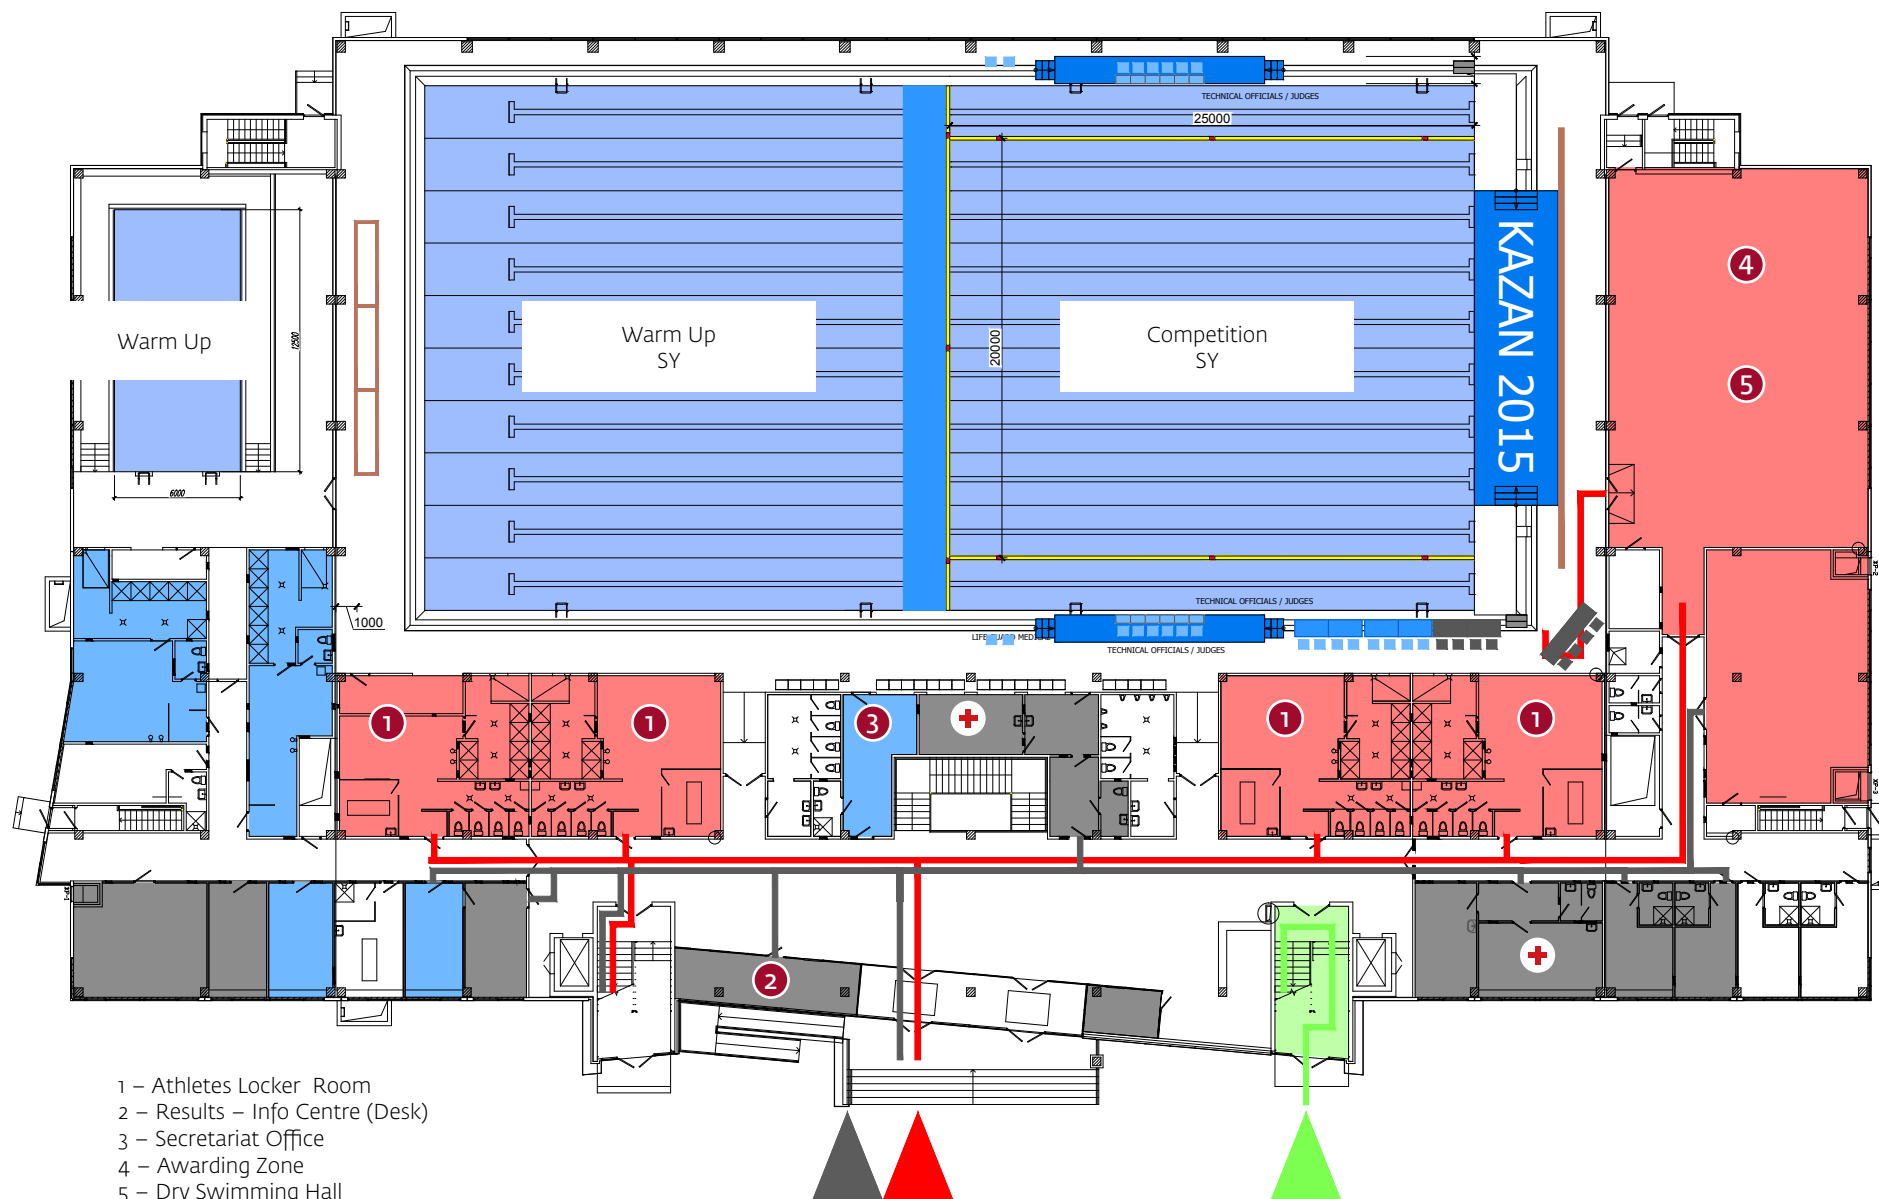 TECHNICAL OFFICIALS / JUDGES
25000
KAZAN 2015
4
Warm Up
12500
Warm Up
SY
20000
Competition
SY
5
6000
1000
TECHNICAL OFFICIALS / JUDGES
TECHNICAL OFFICIALS / JUDGES
1
1
3
1
1
2
1 – Athletes Locker Room
2 – Results – Info Centre (Desk)
3 – Secretariat Office
4 – Awarding Zone
5 – Dry Swimming Hall